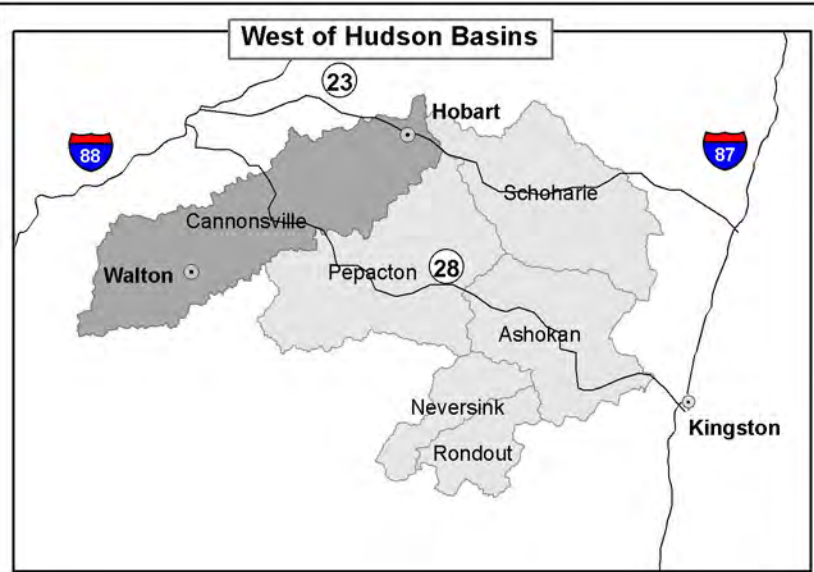 West of Hudson Basins
23
Hobart
88
87
Schoharie
Cannonsville
Walton
Pepacton
28
Ashokan
Neversink
Kingston
Rondout